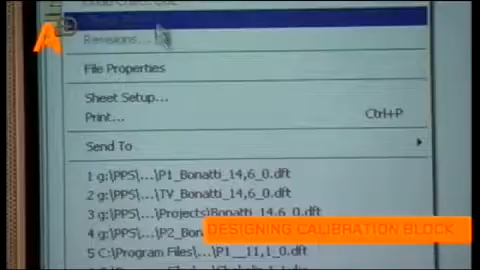 Revisions...
File Properties
Sheet Setup...
Print... Ctrl+P
Send To
1 g:\PPS\...\P1_Bonatti_14,6_0.dft
2 g:\PPS\...\TV_Bonatti_14,6_0.dft
3 g:\PPS\...\Projects\Bonatti_14,6_0.dft
4 g:\PPS\...\P2_Bona
DESIGNING CALIBRATION BLOCK
5 C:\Program Files\...\P1__11,1_0.dft